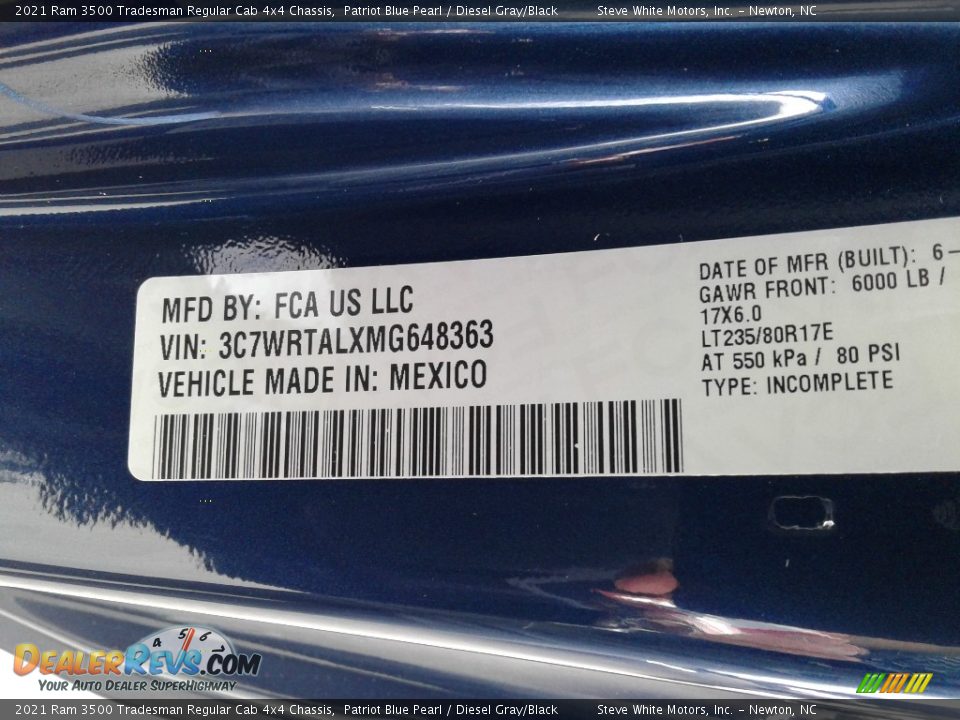 2021 Ram 3500 Tradesman Regular Cab 4x4 Chassis, Patriot Blue Pearl / Diesel Gray/Black Steve White Motors, Inc. – Newton, NC
MFD BY: FCA US LLC
VIN: 3C7WRTALXMG648363
VEHICLE MADE IN: MEXICO
DATE OF MFR (BUILT): 6–
GAWR FRONT: 6000 LB /
17X6.0
LT235/80R17E
AT 550 kPa / 80 PSI
TYPE: INCOMPLETE
4 5 6
DEALERREVS.COM
YOUR AUTO DEALER SUPERHIGHWAY
2021 Ram 3500 Tradesman Regular Cab 4x4 Chassis, Patriot Blue Pearl / Diesel Gray/Black Steve White Motors, Inc. – Newton, NC